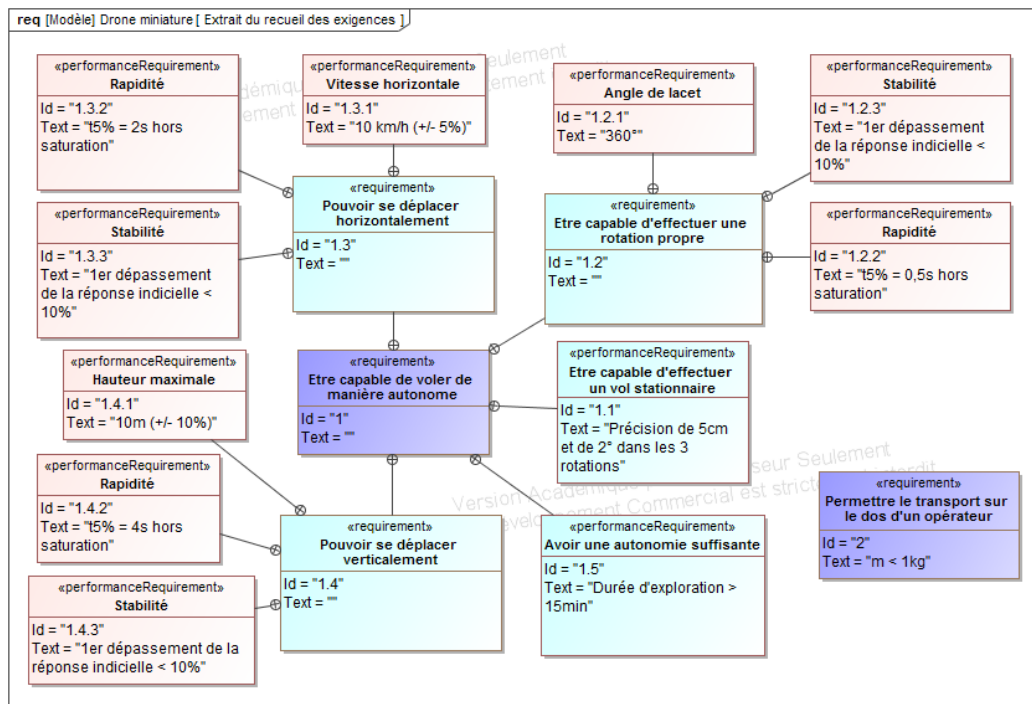 req [Modèle] Drone miniature [ Extrait du recueil des exigences ]
«performanceRequirement»
Rapidité
Id = "1.3.2"
Text = "t5% = 2s hors
saturation"
«performanceRequirement»
Vitesse horizontale
Id = "1.3.1"
Text = "10 km/h (+/- 5%)"
«performanceRequirement»
Angle de lacet
Id = "1.2.1"
Text = "360°"
«performanceRequirement»
Stabilité
Id = "1.2.3"
Text = "1er dépassement
de la réponse indicielle <
10%"
«requirement»
Pouvoir se déplacer
horizontalement
Id = "1.3"
Text = ""
«requirement»
Etre capable d'effectuer une
rotation propre
Id = "1.2"
Text = ""
«performanceRequirement»
Stabilité
Id = "1.3.3"
Text = "1er dépassement
de la réponse indicielle <
10%"
«performanceRequirement»
Rapidité
Id = "1.2.2"
Text = "t5% = 0,5s hors
saturation"
«performanceRequirement»
Hauteur maximale
Id = "1.4.1"
Text = "10m (+/- 10%)"
«requirement»
Etre capable de voler de
manière autonome
Id = "1"
Text = ""
«performanceRequirement»
Etre capable d'effectuer
un vol stationnaire
Id = "1.1"
Text = "Précision de 5cm
et de 2° dans les 3
rotations"
«performanceRequirement»
Rapidité
Id = "1.4.2"
Text = "t5% = 4s hors
saturation"
Version Académique seur Seulement
eloppement Commercial est strictem
«requirement»
Permettre le transport sur
le dos d'un opérateur
Id = "2"
Text = "m < 1kg"
«requirement»
Pouvoir se déplacer
verticalement
Id = "1.4"
Text = ""
«performanceRequirement»
Avoir une autonomie suffisante
Id = "1.5"
Text = "Durée d'exploration >
15min"
«performanceRequirement»
Stabilité
Id = "1.4.3"
Text = "1er dépassement de la
réponse indicielle < 10%"